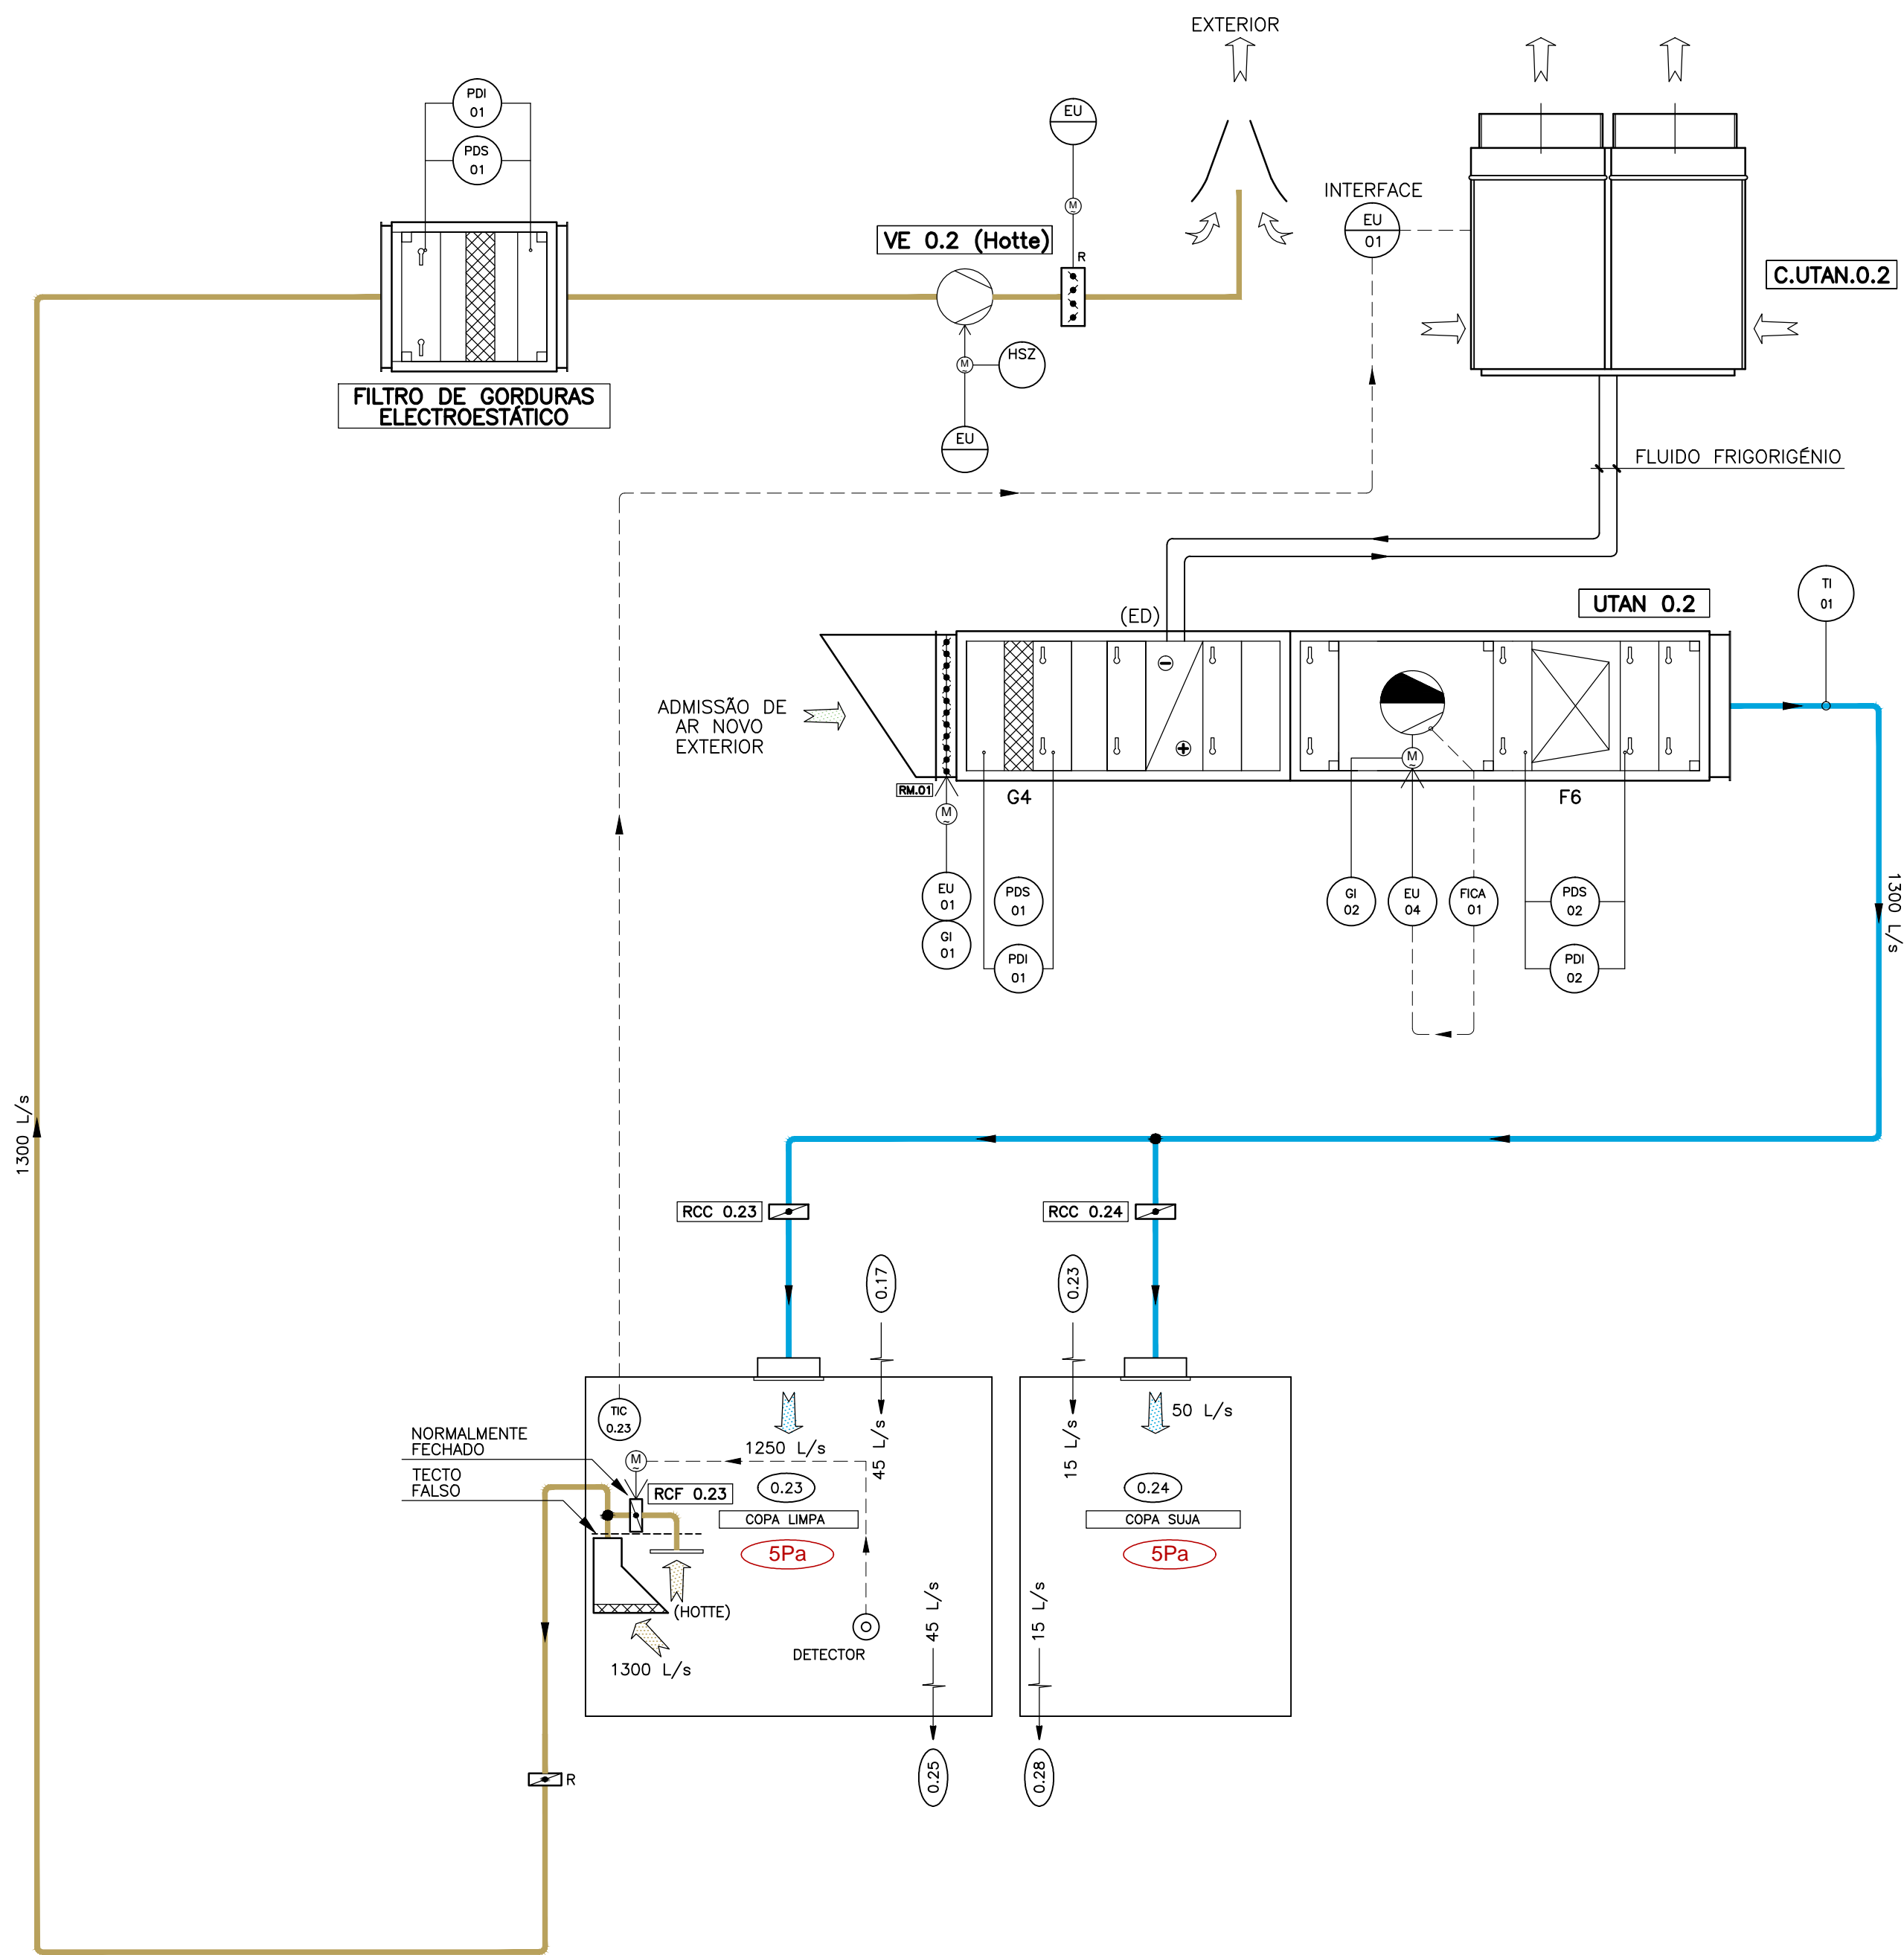 EXTERIOR
PDI
01
PDS
01
EU
M
~
R
INTERFACE
EU
01
VE 0.2 (Hotte)
C.UTAN.0.2
M
~
HSZ
EU
FILTRO DE GORDURAS
ELECTROESTÁTICO
FLUIDO FRIGORIGÉNIO
(ED)
UTAN 0.2
TI
01
ADMISSÃO DE
AR NOVO
EXTERIOR
M
~
RM.01
G4
F6
M
~
EU
01
GI
01
PDS
01
PDI
01
GI
02
EU
04
FICA
01
PDS
02
PDI
02
1300 L/s
1300 L/s
RCC 0.23
RCC 0.24
0.17
0.23
TIC
0.23
NORMALMENTE
FECHADO
TECTO
FALSO
M
~
1250 L/s
45 L/s
15 L/s
50 L/s
RCF 0.23
0.23
COPA LIMPA
5Pa
0.24
COPA SUJA
5Pa
(HOTTE)
1300 L/s
DETECTOR
45 L/s
15 L/s
R
0.25
0.28